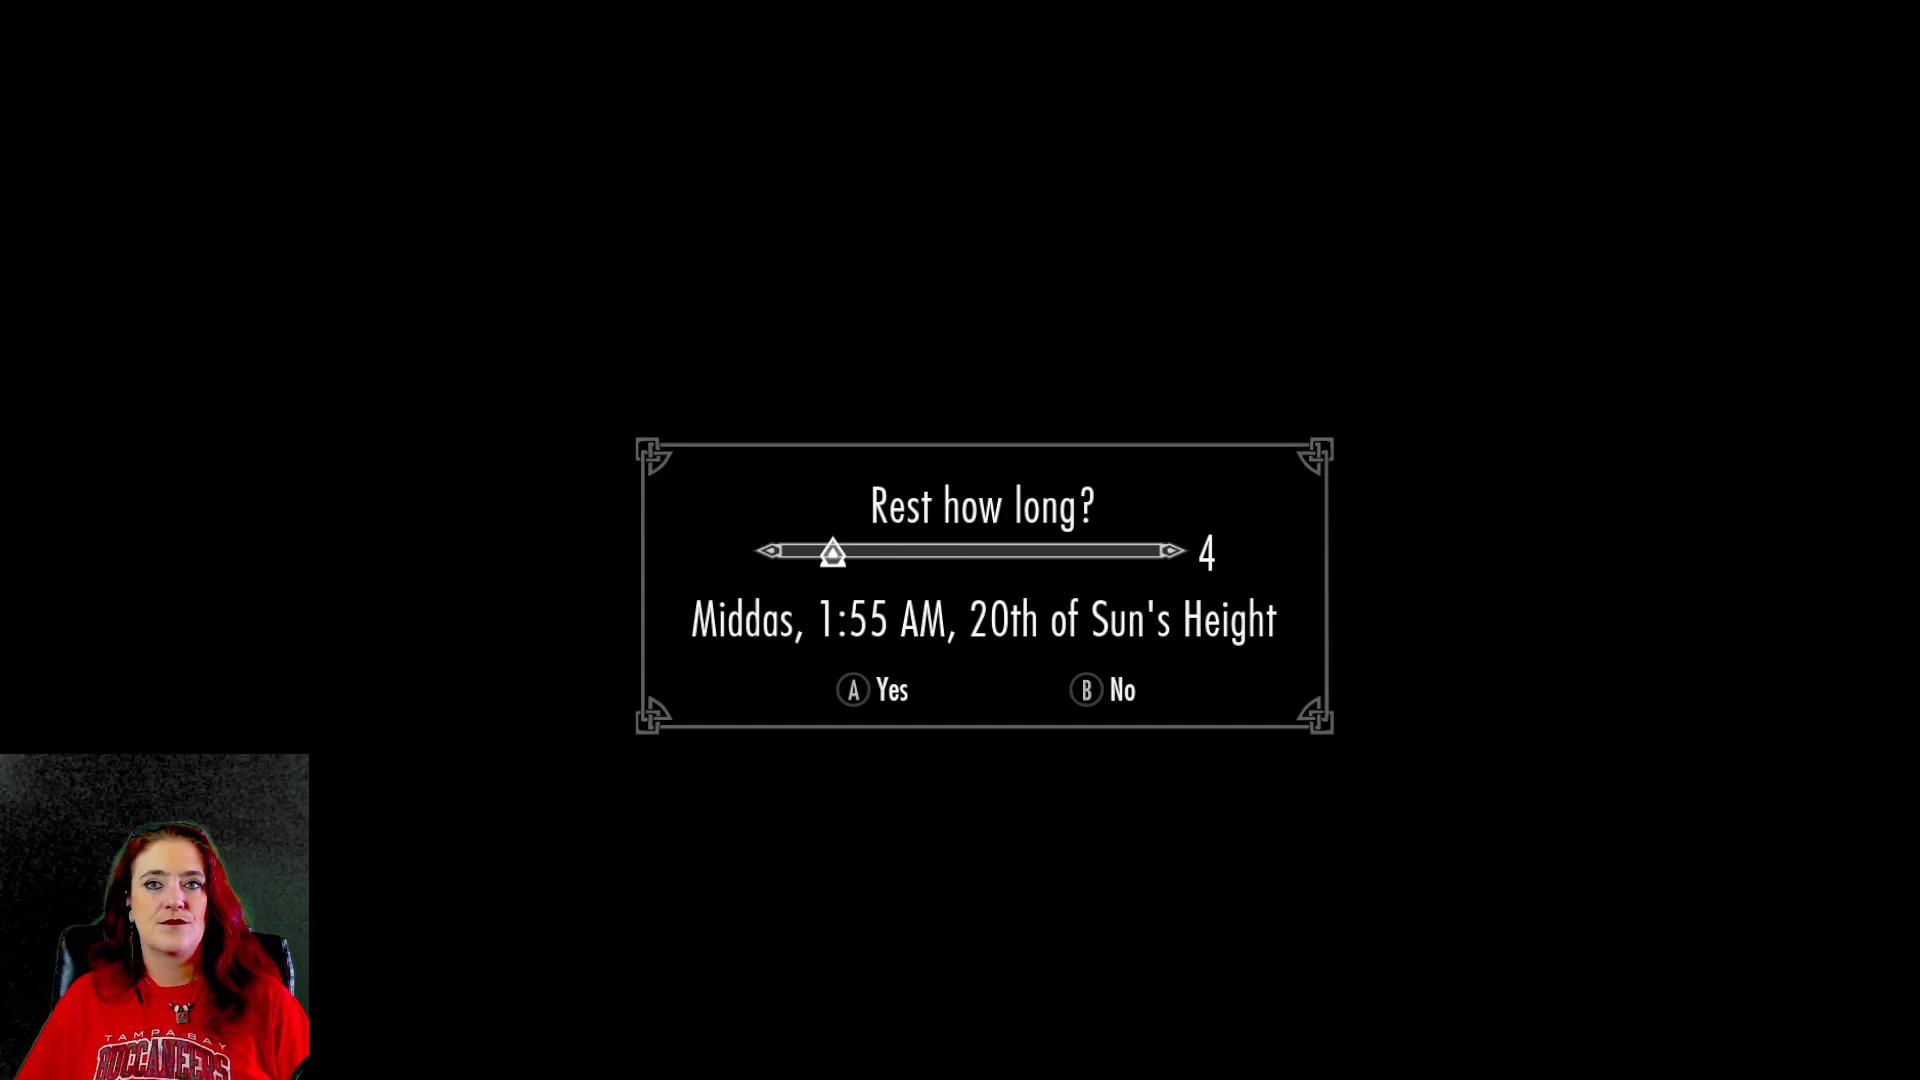 Rest how long?
4
Middas, 1:55 AM, 20th of Sun's Height
A Yes
B No
TAMPA BAY
BUCCANEERS